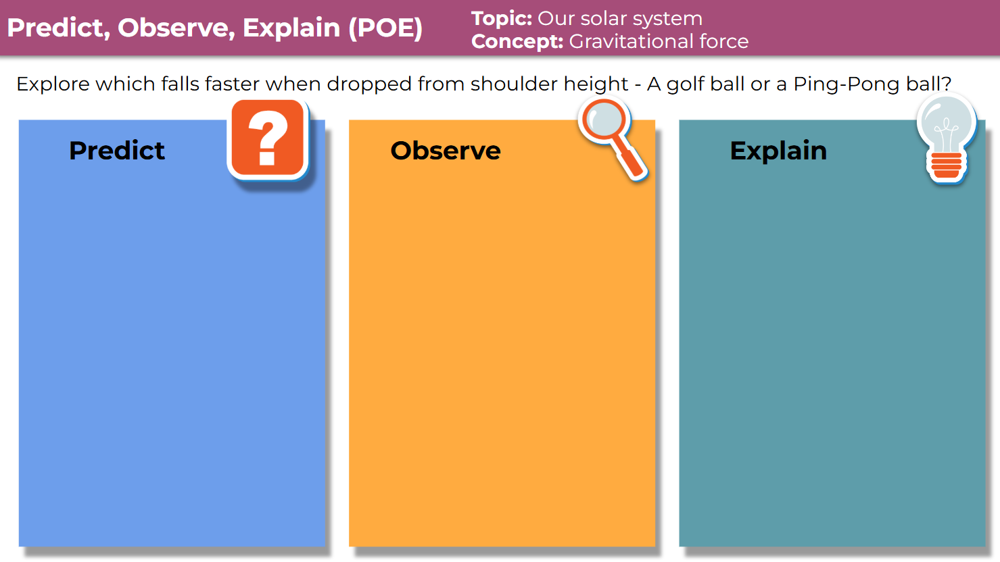 Predict, Observe, Explain (POE)
Topic: Our solar system
Concept: Gravitational force
Explore which falls faster when dropped from shoulder height - A golf ball or a Ping-Pong ball?
Predict
?
Observe
Explain